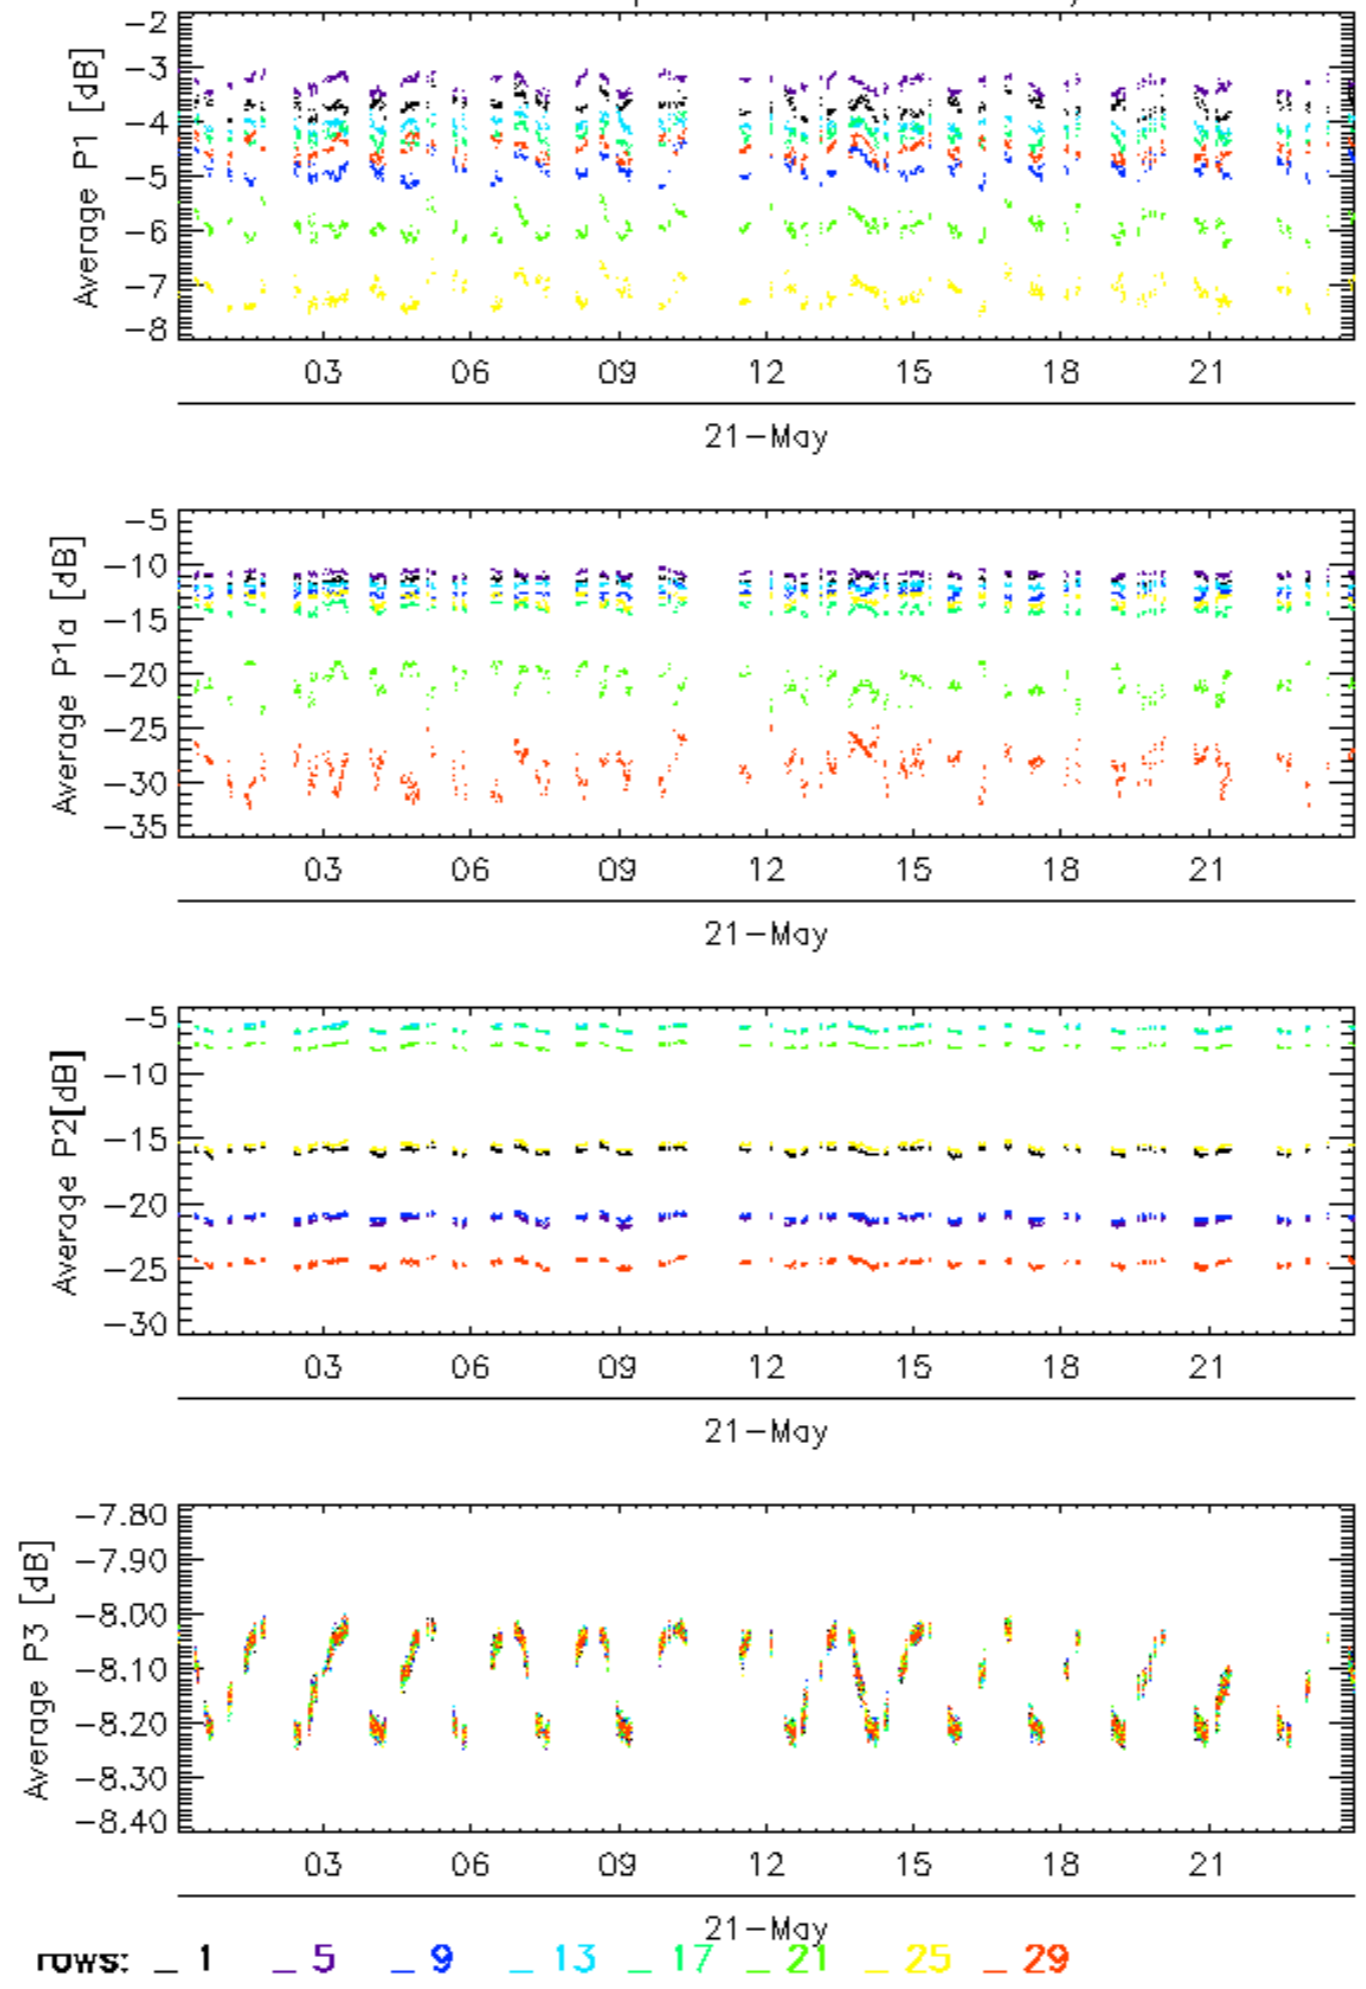 Average P1 [dB]
-2
-3
-4
-5
-6
-7
-8
03 06 09 12 15 18 21
21-May
Average P1a [dB]
-5
-10
-15
-20
-25
-30
-35
03 06 09 12 15 18 21
21-May
Average P2[dB]
-5
-10
-15
-20
-25
-30
03 06 09 12 15 18 21
21-May
Average P3 [dB]
-7.80
-7.90
-8.00
-8.10
-8.20
-8.30
-8.40
03 06 09 12 15 18 21
21-May
rows: _ 1 _ 5 _ 9 _ 13 _ 17 _ 21 _ 25 _ 29